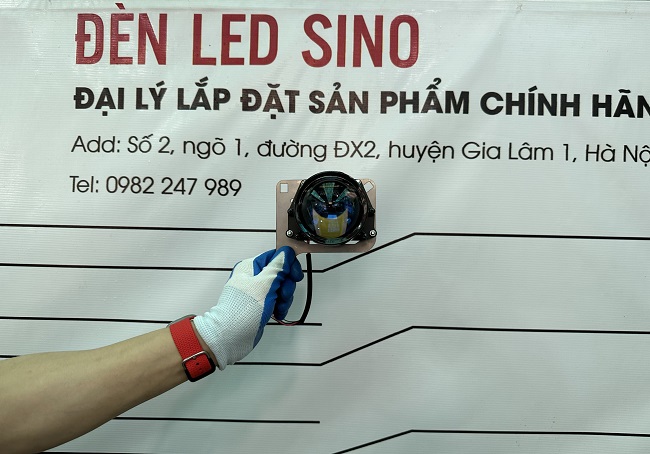 ĐÈN LED SINO
ĐẠI LÝ LẮP ĐẶT SẢN PHẨM CHÍNH HÃN
Add: Số 2, ngõ 1, đường ĐX2, huyện Gia Lâm 1, Hà Nộ
Tel: 0982 247 989